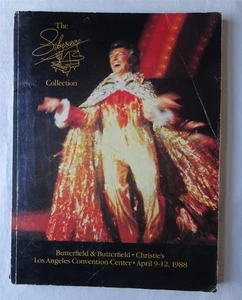 The
Liberace
Collection
Butterfield & Butterfield • Christie's
Los Angeles Convention Center • April 9-12, 1988